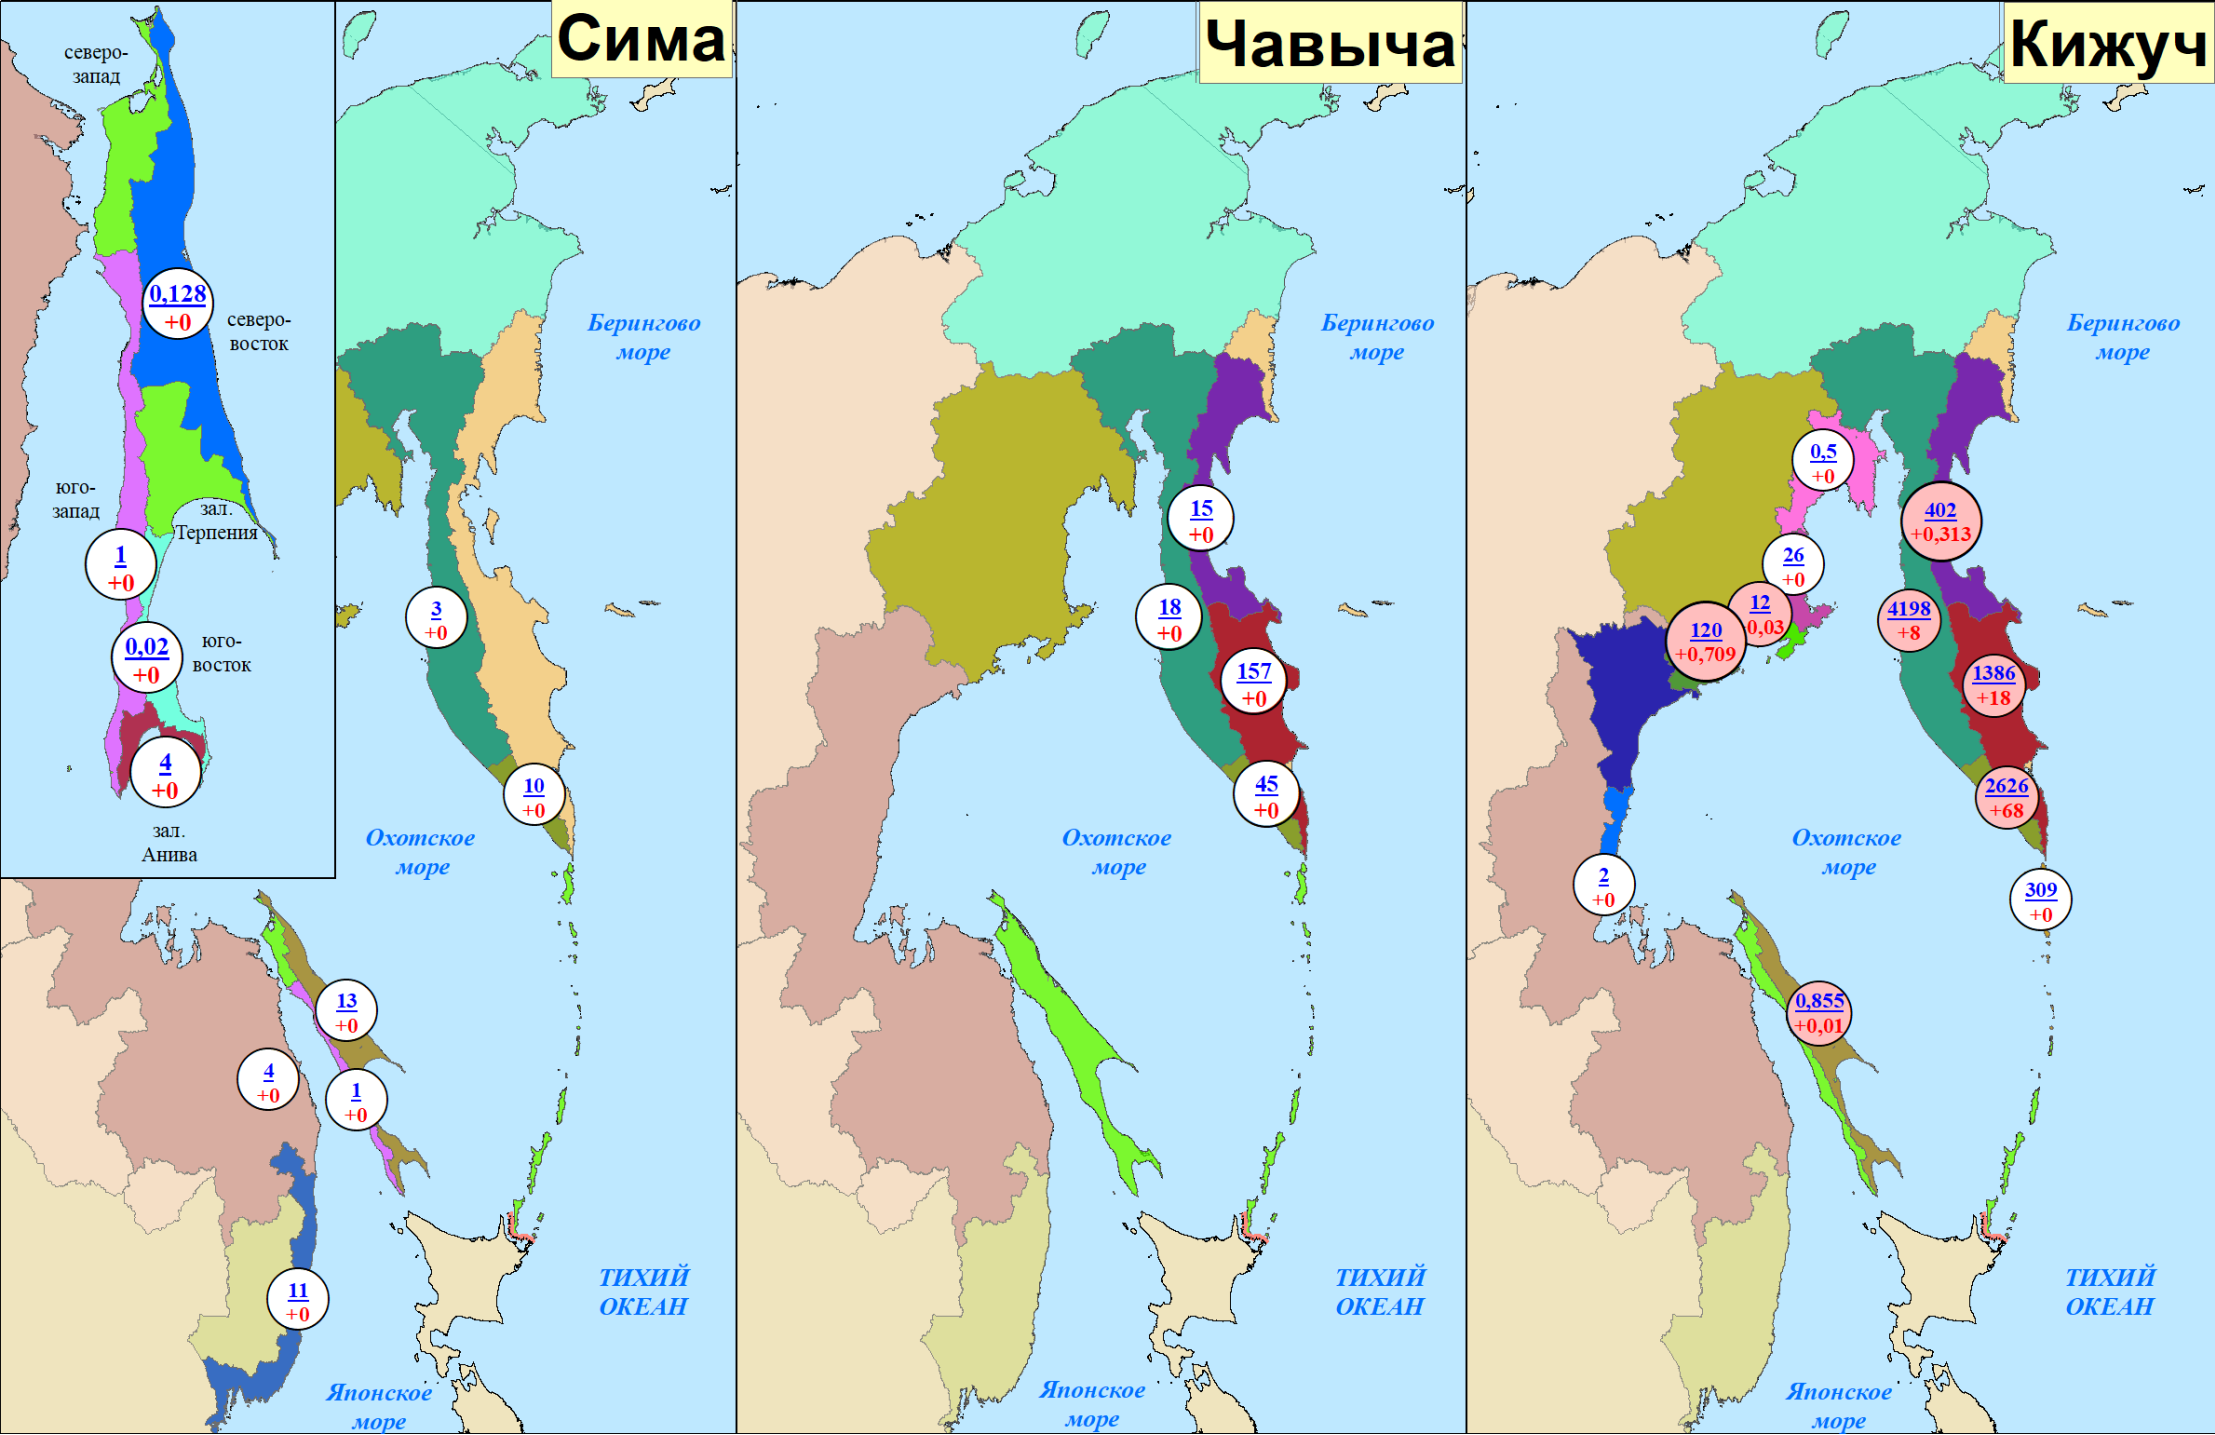 Сима
северо-
запад
0,128
+0
северо-
восток
юго-
запад
зал.
Терпения
1
+0
0,02
+0
юго-
восток
4
+0
зал.
Анива
Берингово
море
3
+0
10
+0
Охотское
море
13
+0
4
+0
1
+0
11
+0
ТИХИЙ
ОКЕАН
Японское
море
Чавыча
Берингово
море
15
+0
18
+0
157
+0
45
+0
Охотское
море
ТИХИЙ
ОКЕАН
Японское
море
Кижуч
Берингово
море
0,5
+0
402
+0,313
26
+0
12
0,03
120
+0,709
4198
+8
1386
+18
2626
+68
Охотское
море
2
+0
309
+0
0,855
+0,01
ТИХИЙ
ОКЕАН
Японское
море